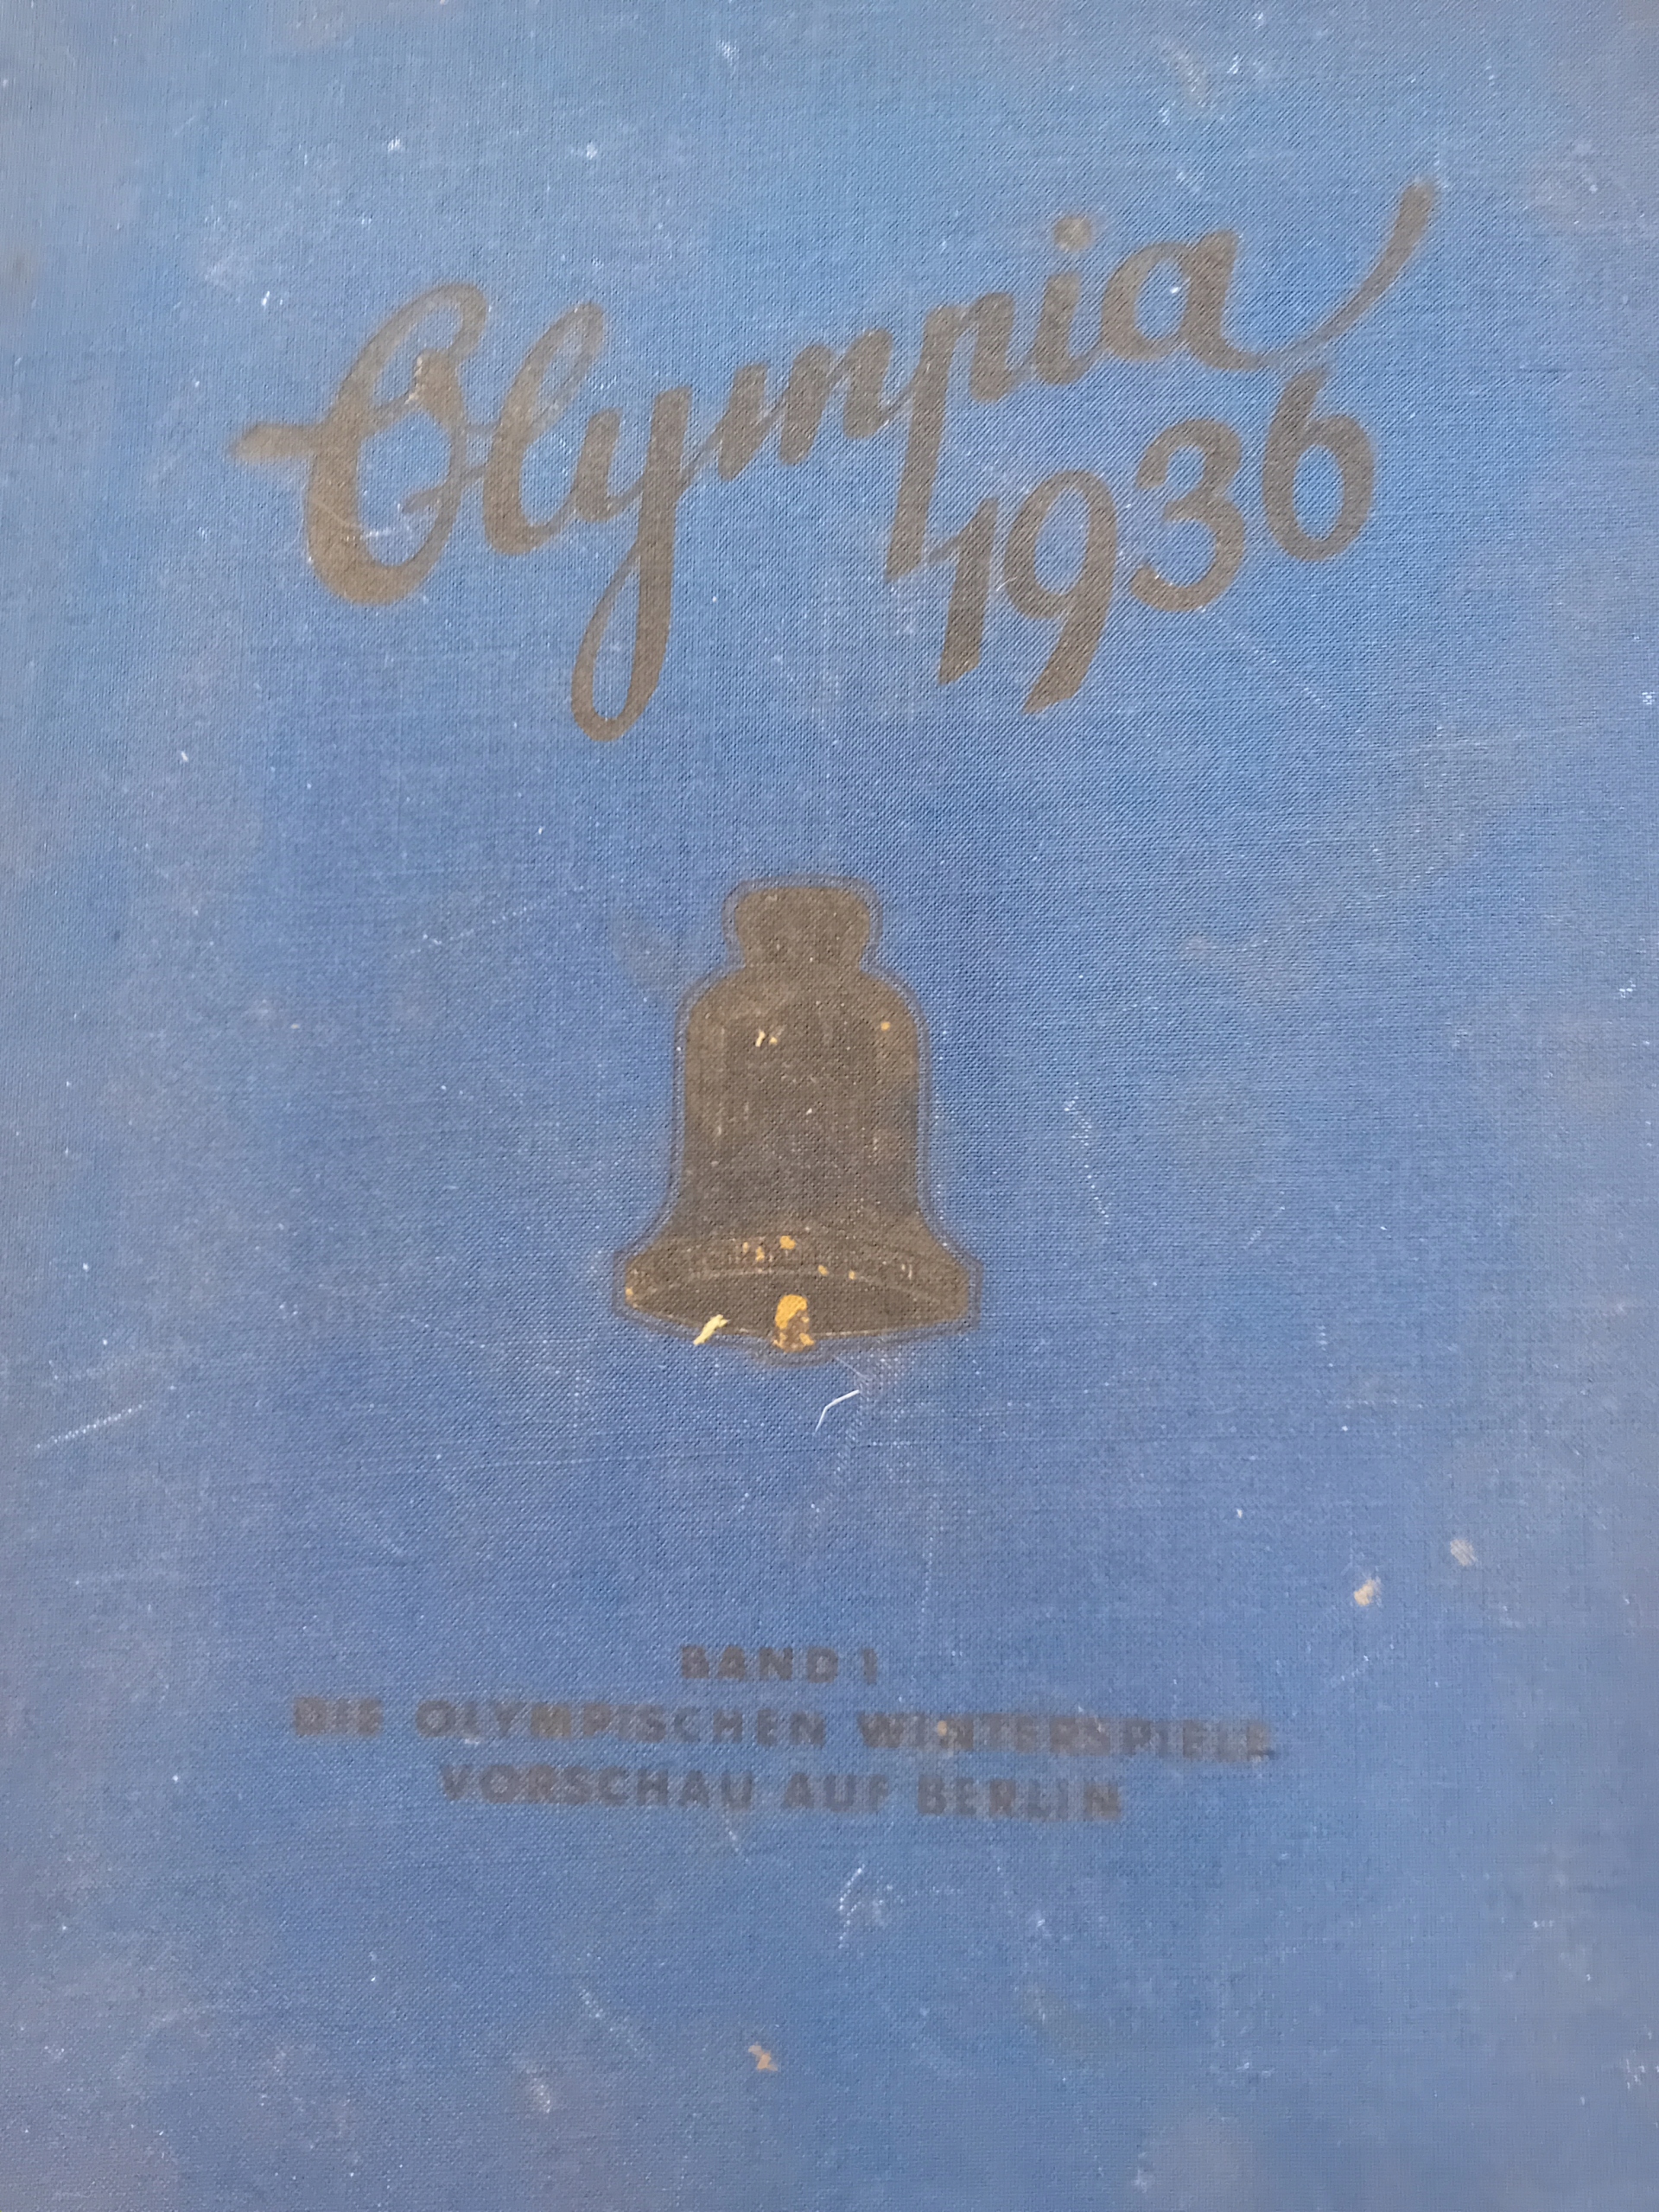 Olympia
1936
BAND 1
DIE OLYMPISCHEN WINTERSPIELE
VORSCHAU AUF BERLIN